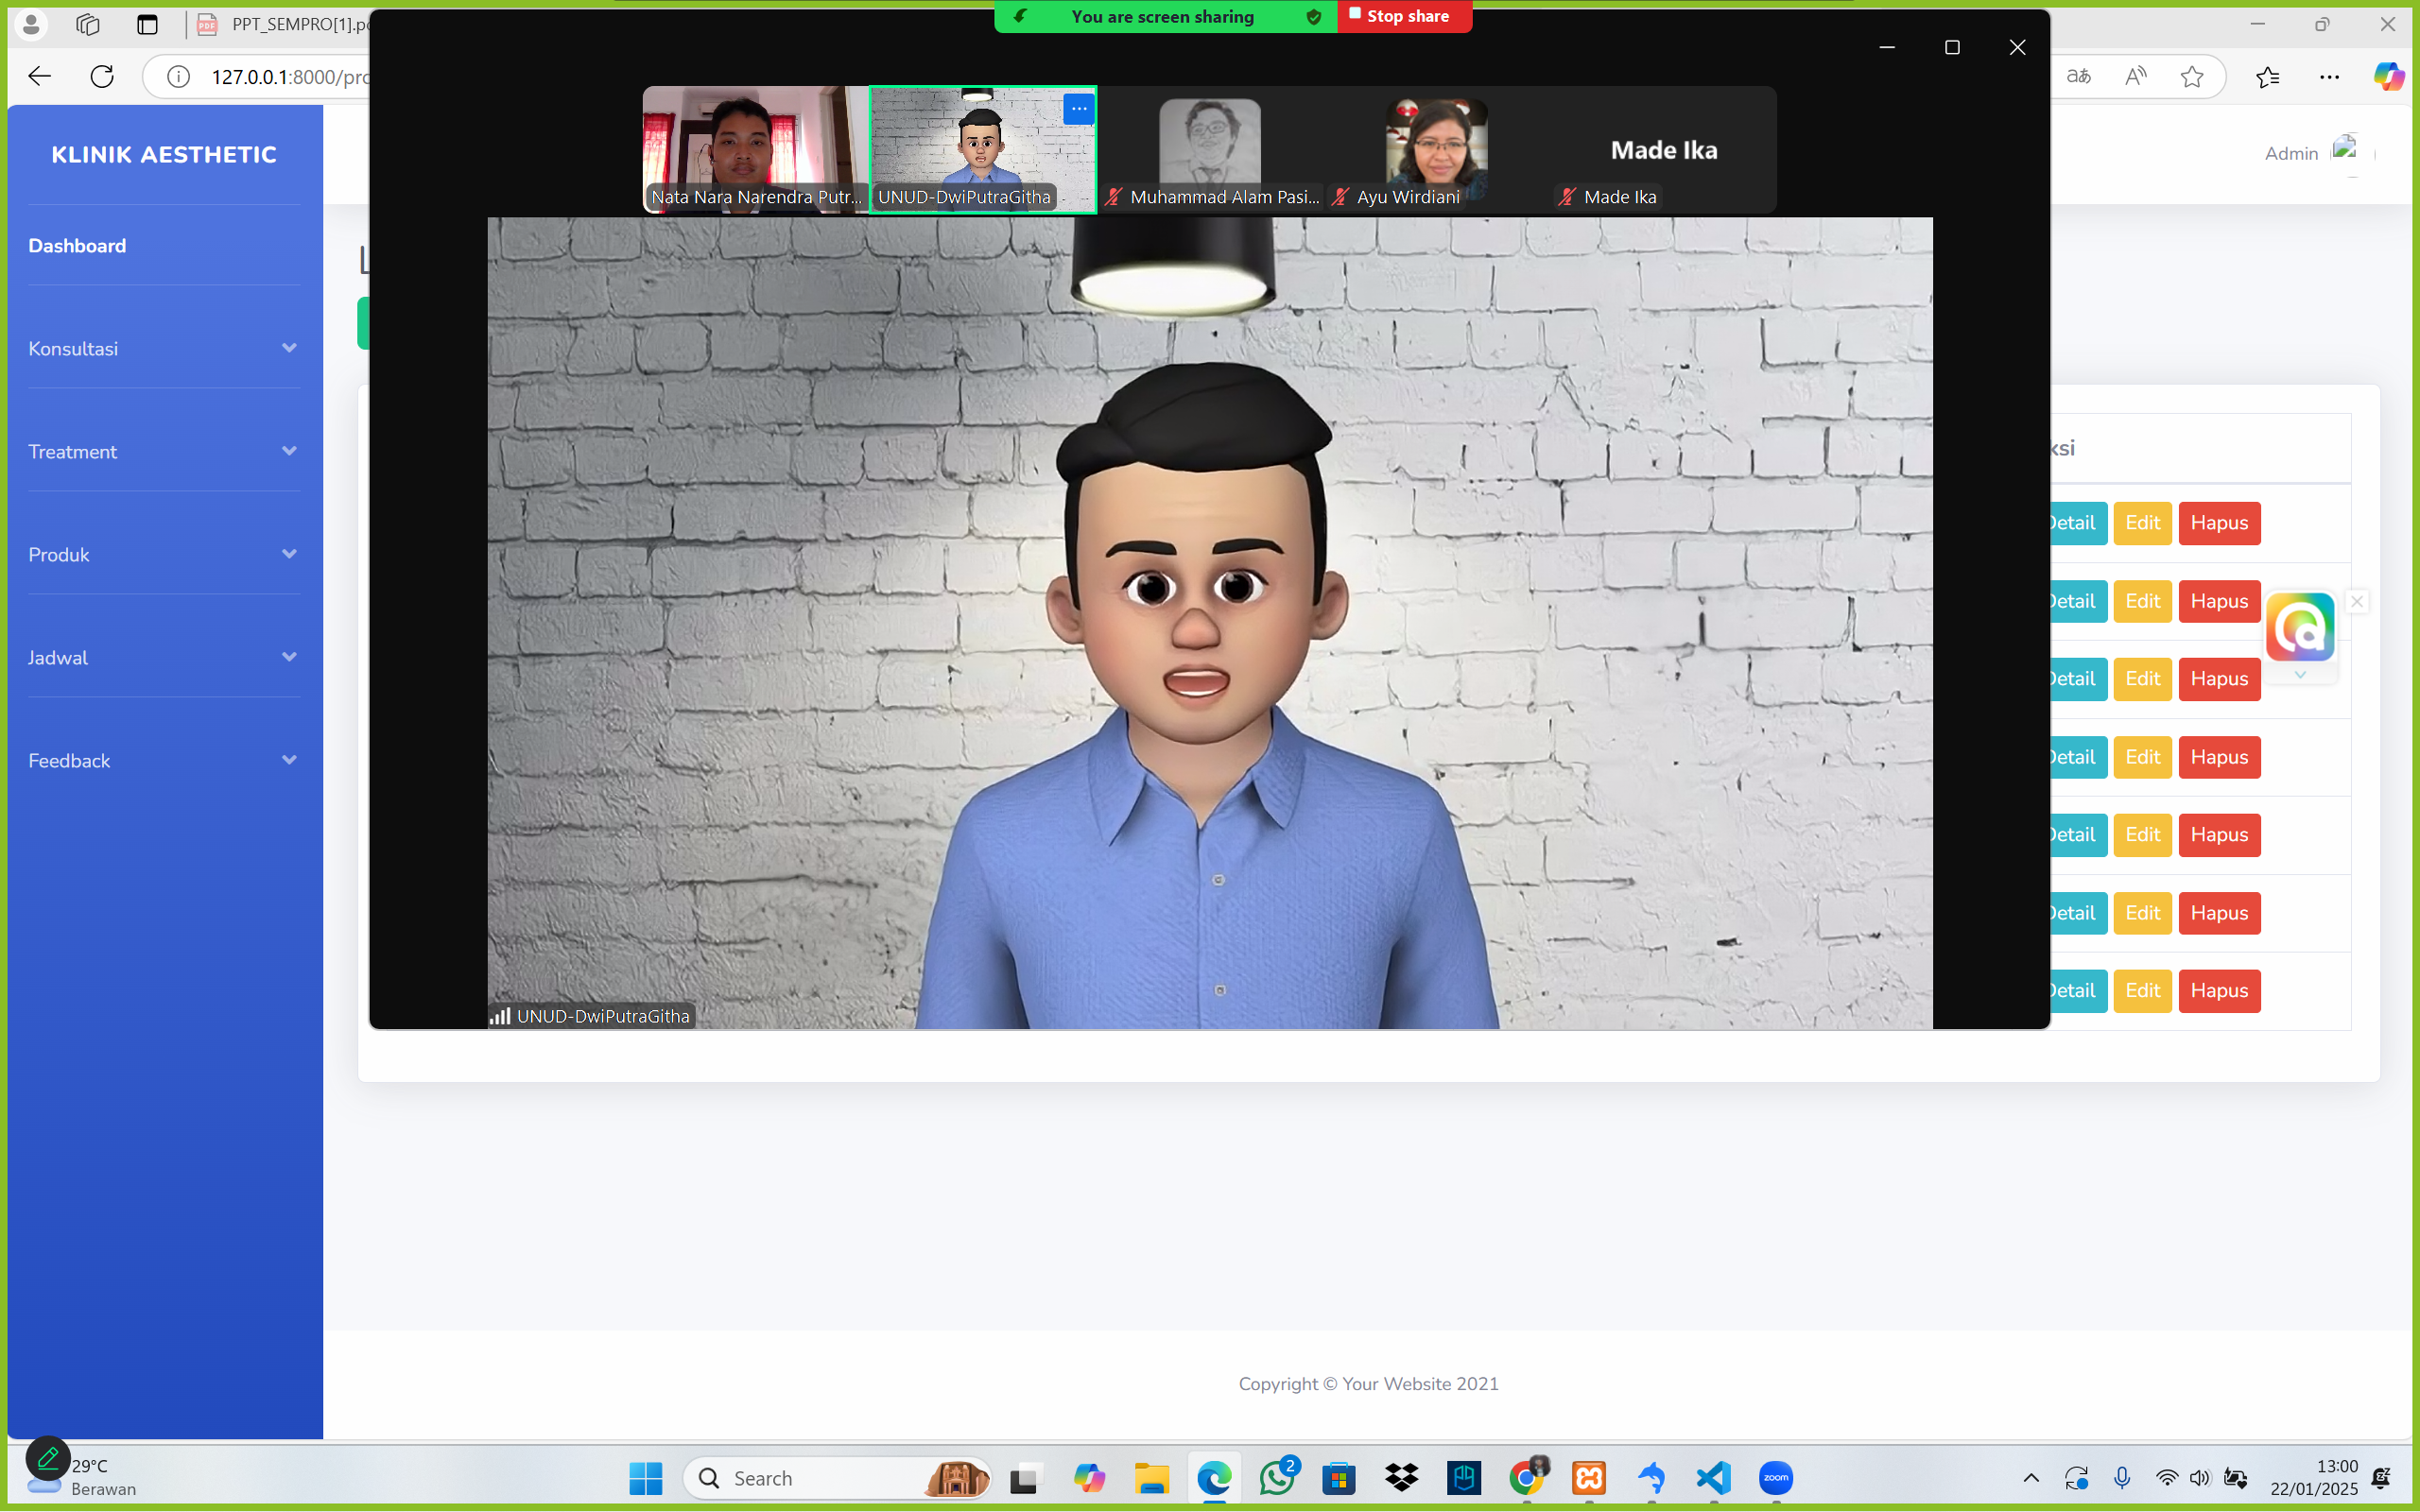 PPT_SEMPRO[1].p
You are screen sharing
Stop share
127.0.0.1:8000/pro
KLINIK AESTHETIC
Admin
Nata Nara Narendra Putr...
UNUD-DwiPutraGitha
Muhammad Alam Pasi...
Ayu Wirdiani
Made Ika
Made Ika
Dashboard
Konsultasi
Treatment
Produk
Jadwal
Feedback
ksi
Detail Edit Hapus
Detail Edit Hapus
Detail Edit Hapus
Detail Edit Hapus
Detail Edit Hapus
Detail Edit Hapus
Detail Edit Hapus
UNUD-DwiPutraGitha
Copyright © Your Website 2021
29°C
Berawan
Search
2
zoom
13:00
22/01/2025